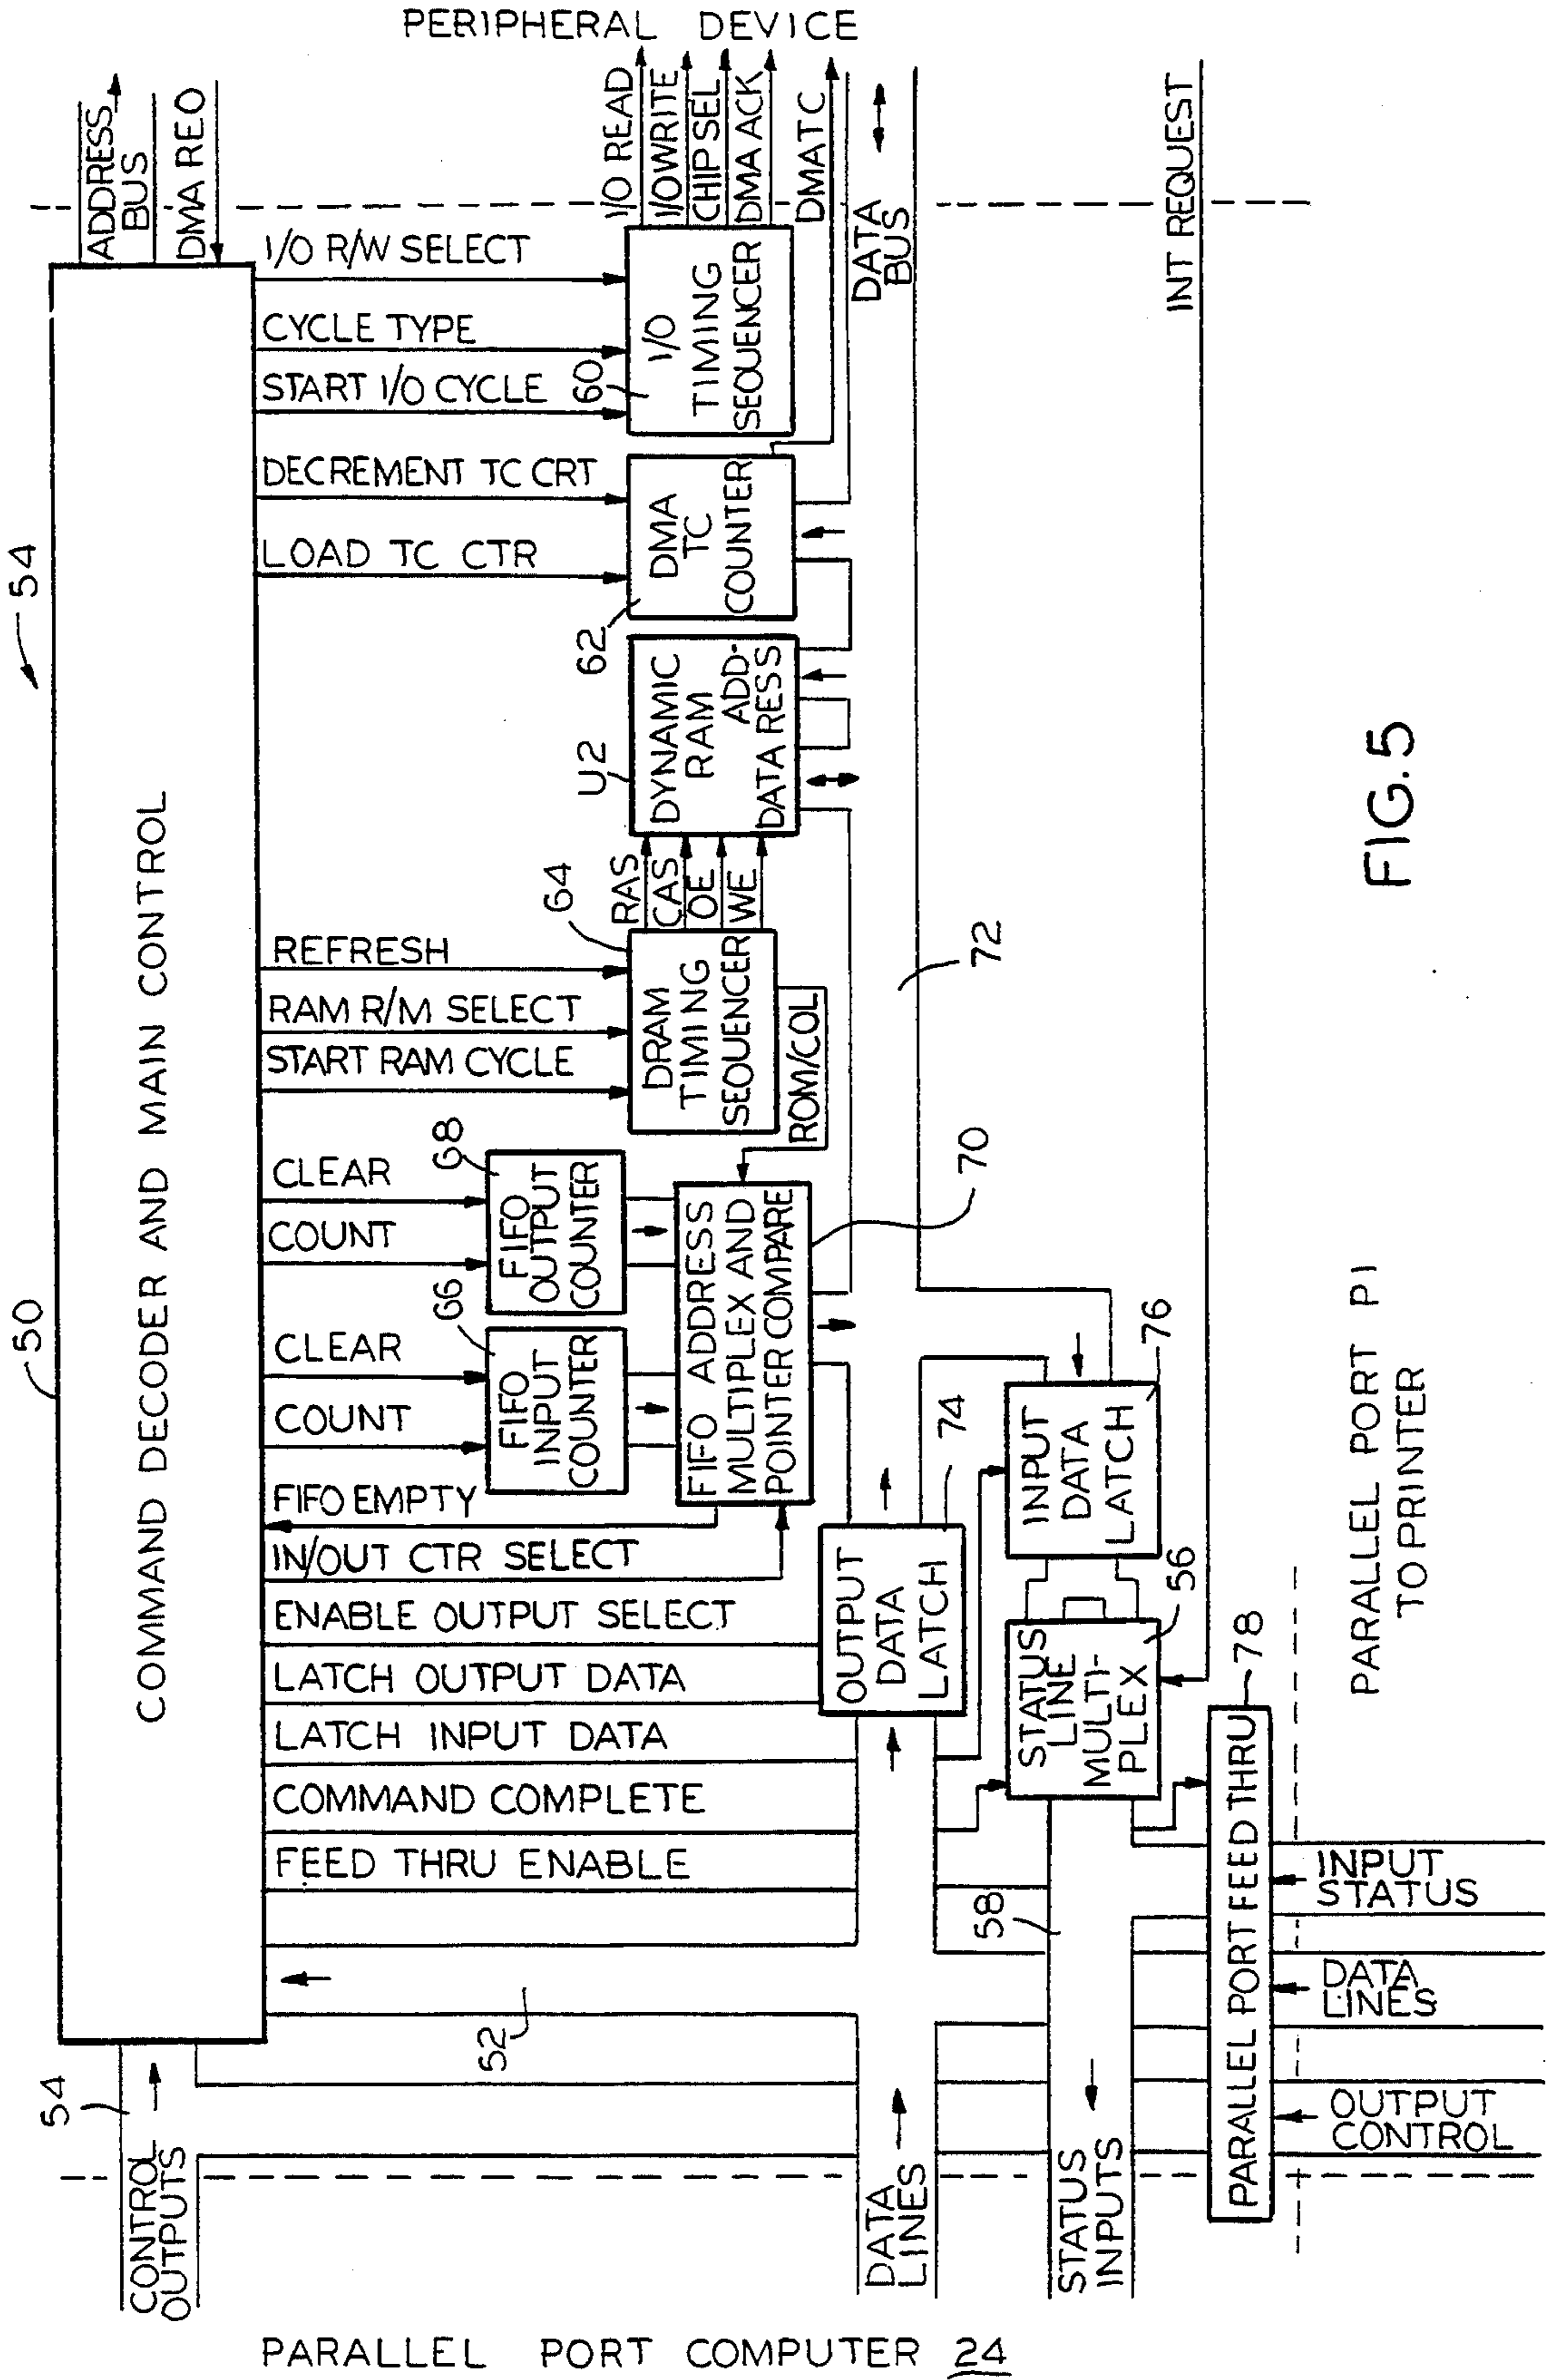 PERIPHERAL DEVICE
ADDRESS
BUS
DMA REO
I/O READ
I/OWRITE
CHIPSEL
DMA ACK
DMATC
DATA
BUS
INT REQUEST
54
50
COMMAND DECODER AND MAIN CONTROL
I/O R/W SELECT
CYCLE TYPE
START I/O CYCLE
60
I/O
TIMING
SEQUENCER
DECREMENT TC CRT
LOAD TC CTR
62
DMA
TC
COUNTER
U2
DYNAMIC
RAM
ADD-
DATA RESS
RAS
CAS
OE
WE
64
REFRESH
RAM R/M SELECT
START RAM CYCLE
DRAM
TIMING
SEQUENCER
ROM/COL
72
CLEAR
COUNT
68
FIFO
OUTPUT
COUNTER
CLEAR
COUNT
66
FIFO
INPUT
COUNTER
70
FIFO ADDRESS
MULTIPLEX AND
POINTER COMPARE
FIFO EMPTY
IN/OUT CTR SELECT
ENABLE OUTPUT SELECT
LATCH OUTPUT DATA
LATCH INPUT DATA
COMMAND COMPLETE
FEED THRU ENABLE
74
OUTPUT
DATA
LATCH
76
INPUT
DATA
LATCH
56
STATUS
LINE
MULTI-
PLEX
78
PARALLEL PORT FEED THRU
58
52
54
CONTROL
OUTPUTS
DATA
LINES
STATUS
INPUTS
INPUT
STATUS
DATA
LINES
OUTPUT
CONTROL
PARALLEL PORT P1
TO PRINTER
PARALLEL PORT COMPUTER 24
FIG. 5